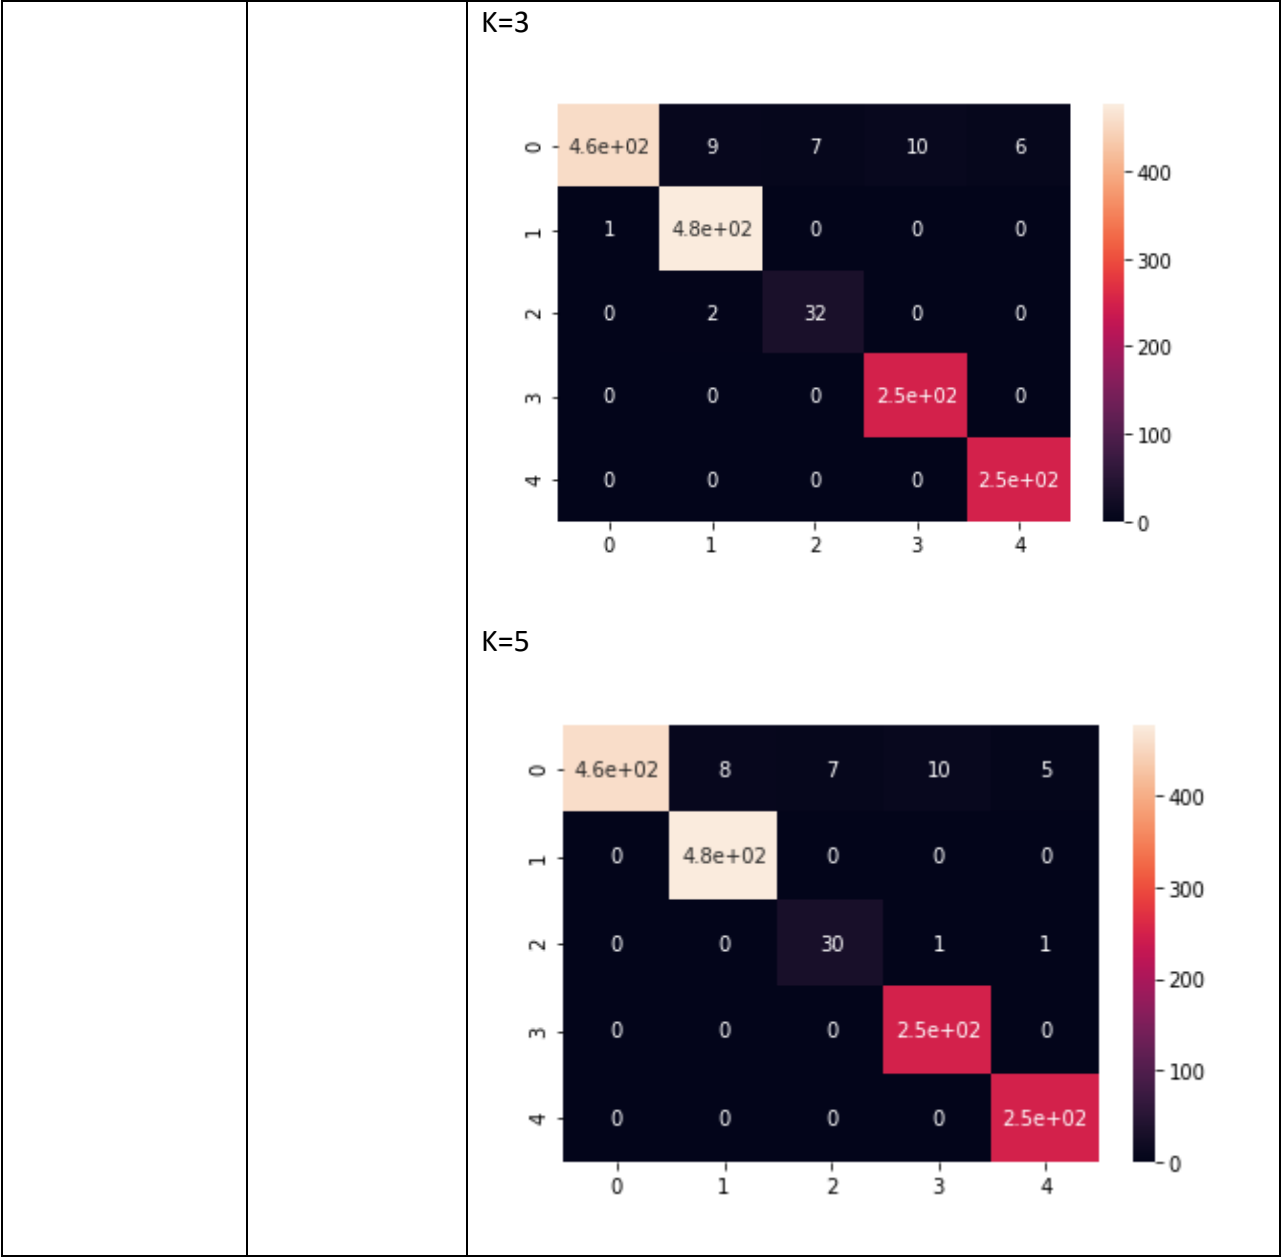 K=3
0 4.6e+02 9 7 10 6
1 1 4.8e+02 0 0 0
2 0 2 32 0 0
3 0 0 0 2.5e+02 0
4 0 0 0 0 2.5e+02
0 1 2 3 4
400
300
200
100
0
K=5
0 4.6e+02 8 7 10 5
1 0 4.8e+02 0 0 0
2 0 0 30 1 1
3 0 0 0 2.5e+02 0
4 0 0 0 0 2.5e+02
0 1 2 3 4
400
300
200
100
0